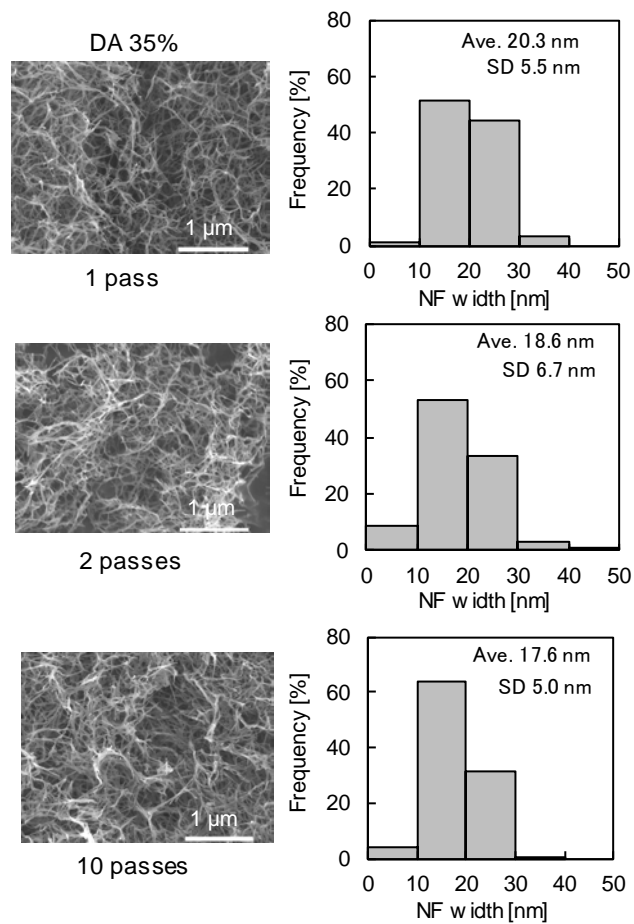 DA 35%
1 μm
1 pass
Ave. 20.3 nm
SD 5.5 nm
Frequency [%]
80
60
40
20
0
0 10 20 30 40 50
NF width [nm]
1 μm
2 passes
Ave. 18.6 nm
SD 6.7 nm
Frequency [%]
80
60
40
20
0
0 10 20 30 40 50
NF width [nm]
1 μm
10 passes
Ave. 17.6 nm
SD 5.0 nm
Frequency [%]
80
60
40
20
0
0 10 20 30 40 50
NF width [nm]